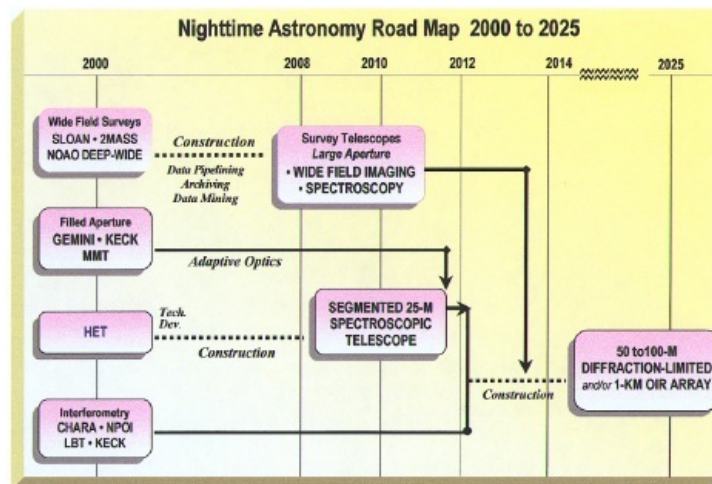 Nighttime Astronomy Road Map 2000 to 2025
2000
2008
2010
2012
2014
2025
Wide Field Surveys
SLOAN • 2MASS
NOAO DEEP-WIDE
Construction
Data Pipelining
Archiving
Data Mining
Survey Telescopes
Large Aperture
• WIDE FIELD IMAGING
• SPECTROSCOPY
Filled Aperture
GEMINI • KECK
MMT
Adaptive Optics
HET
Tech.
Dev.
Construction
SEGMENTED 25-M
SPECTROSCOPIC
TELESCOPE
Construction
50 to100-M
DIFFRACTION-LIMITED
and/or 1-KM OIR ARRAY
Interferometry
CHARA • NPOI
LBT • KECK